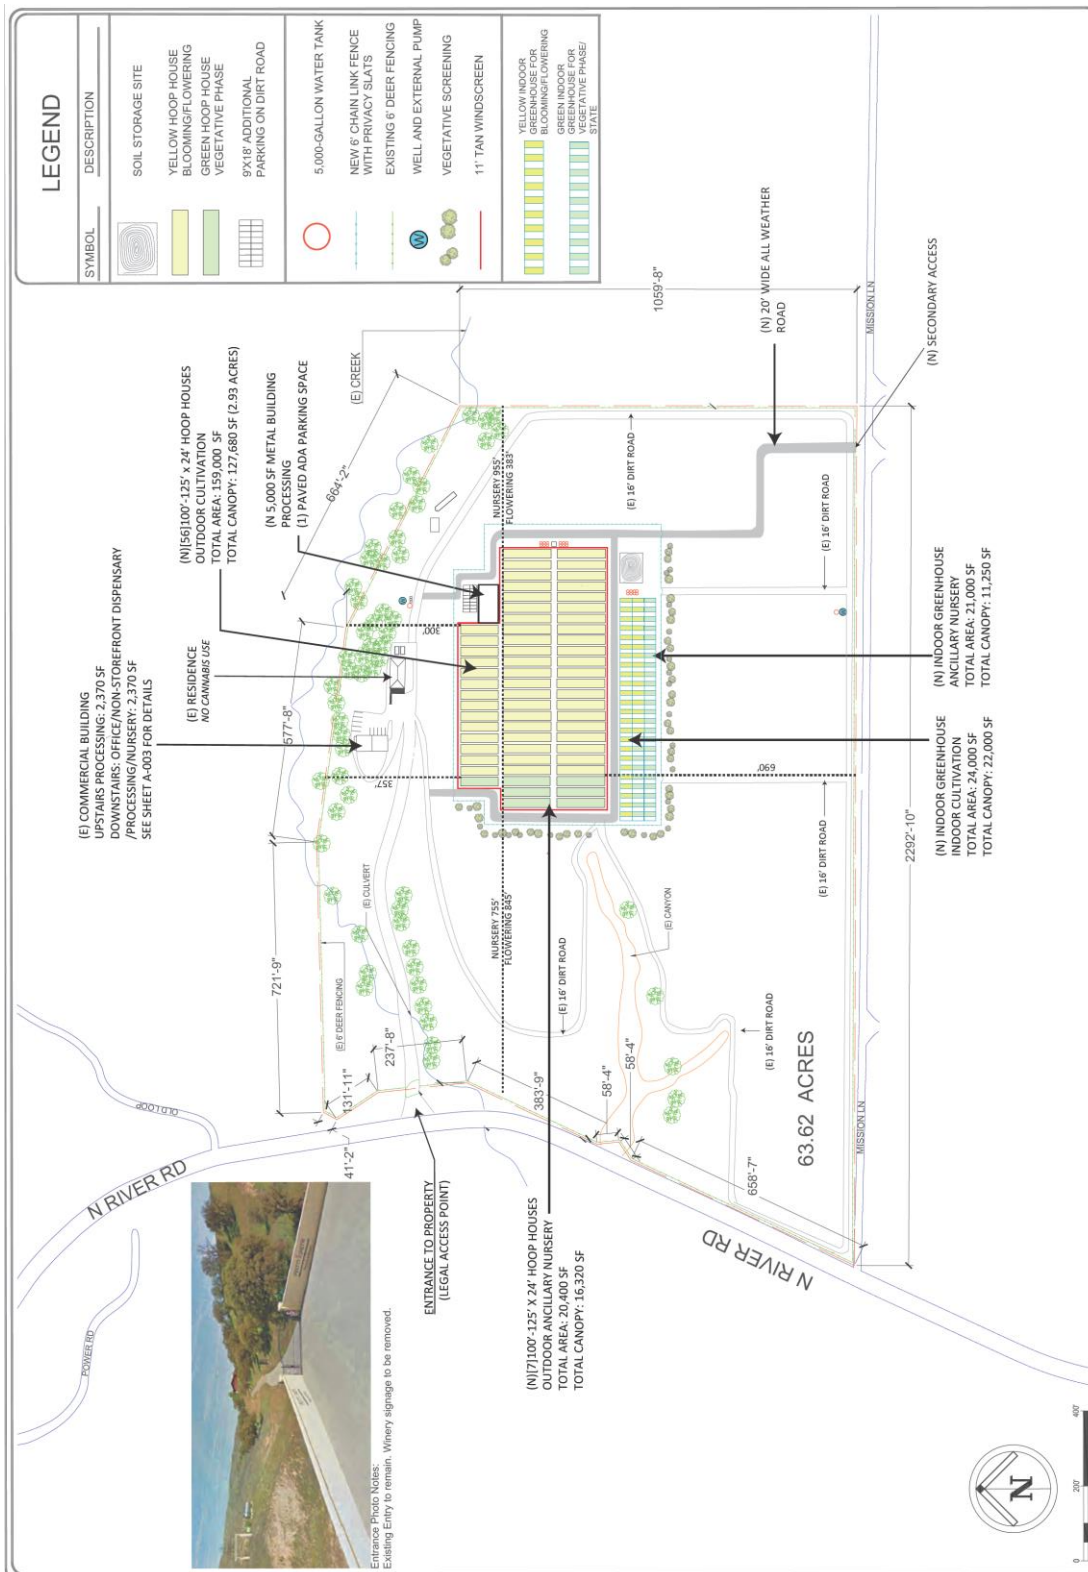 LEGEND
SYMBOL
DESCRIPTION
SOIL STORAGE SITE
YELLOW HOOP HOUSE
BLOOMING/FLOWERING
GREEN HOOP HOUSE
VEGETATIVE PHASE
9'X18' ADDITIONAL
PARKING ON DIRT ROAD
5,000-GALLON WATER TANK
NEW 6' CHAIN LINK FENCE
WITH PRIVACY SLATS
EXISTING 6' DEER FENCING
W
WELL AND EXTERNAL PUMP
VEGETATIVE SCREENING
11' TAN WINDSCREEN
YELLOW INDOOR
GREENHOUSE FOR
BLOOMING/FLOWERING
GREEN INDOOR
GREENHOUSE FOR
VEGETATIVE PHASE/
STATE
(E) COMMERCIAL BUILDING
UPSTAIRS PROCESSING: 2,370 SF
DOWNSTAIRS: OFFICE/NON-STOREFRONT DISPENSARY
/PROCESSING/NURSERY: 2,370 SF
SEE SHEET A-003 FOR DETAILS
(E) RESIDENCE
NO CANNABIS USE
(N)[56]100'-125' x 24' HOOP HOUSES
OUTDOOR CULTIVATION
TOTAL AREA: 159,000 SF
TOTAL CANOPY: 127,680 SF (2.93 ACRES)
(N 5,000 SF METAL BUILDING
PROCESSING
(1) PAVED ADA PARKING SPACE
(E) CREEK
664'-2"
577'-8"
721'-9"
1059'-8"
300'
357'
690'
NURSERY 955'
FLOWERING 383'
NURSERY 755'
FLOWERING 845'
(E) 16' DIRT ROAD
(E) 16' DIRT ROAD
(E) 16' DIRT ROAD
(E) 16' DIRT ROAD
(E) 16' DIRT ROAD
(N) 20' WIDE ALL WEATHER
ROAD
(N) SECONDARY ACCESS
MISSION LN
MISSION LN
2292'-10"
(E) 6' DEER FENCING
(E) CULVERT
(E) CANYON
237'-8"
131'-11"
41'-2"
383'-9"
58'-4"
58'-4"
658'-7"
63.62 ACRES
OLD LOOP
N RIVER RD
N RIVER RD
POWER RD
ENTRANCE TO PROPERTY
(LEGAL ACCESS POINT)
(N)[7]100'-125' X 24' HOOP HOUSES
OUTDOOR ANCILLARY NURSERY
TOTAL AREA: 20,400 SF
TOTAL CANOPY: 16,320 SF
(N) INDOOR GREENHOUSE
INDOOR CULTIVATION
TOTAL AREA: 24,000 SF
TOTAL CANOPY: 22,000 SF
(N) INDOOR GREENHOUSE
ANCILLARY NURSERY
TOTAL AREA: 21,000 SF
TOTAL CANOPY: 11,250 SF
Entrance Photo Notes:
Existing Entry to remain. Winery signage to be removed.
N
0
200'
400'